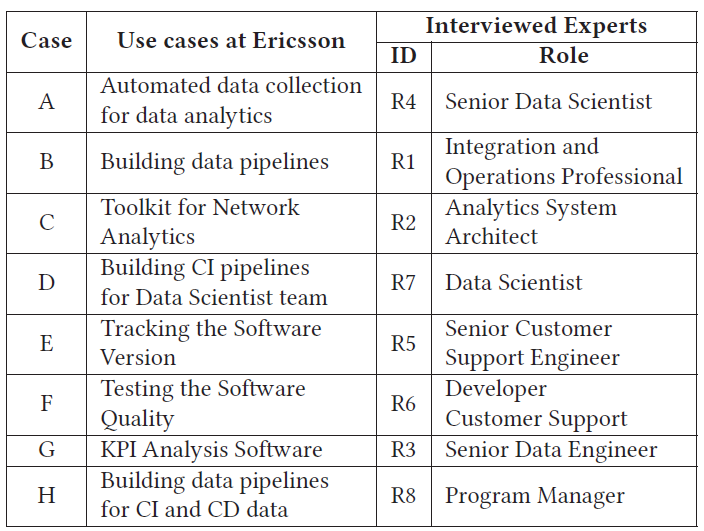 Case Use cases at Ericsson Interviewed Experts
ID Role
A Automated data collection for data analytics R4 Senior Data Scientist
B Building data pipelines R1 Integration and Operations Professional
C Toolkit for Network Analytics R2 Analytics System Architect
D Building CI pipelines for Data Scientist team R7 Data Scientist
E Tracking the Software Version R5 Senior Customer Support Engineer
F Testing the Software Quality R6 Developer Customer Support
G KPI Analysis Software R3 Senior Data Engineer
H Building data pipelines for CI and CD data R8 Program Manager